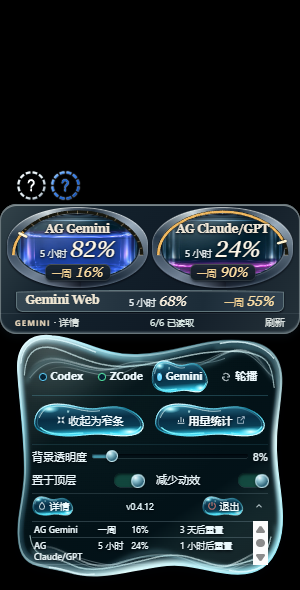 ? ?
AG Gemini AG Claude/GPT
5 小时 82% 5 小时 24%
一周 16% 一周 90%
Gemini Web 5 小时 68% 一周 55%
GEMINI · 详情 6/6 已读取 刷新
Codex ZCode Gemini 轮播
收起为窄条 用量统计
背景透明度 8%
置于顶层 减少动效
详情 v0.4.12 退出
AG Gemini 一周 16% 3 天后重置
AG Claude/GPT 5 小时 24% 1 小时后重置